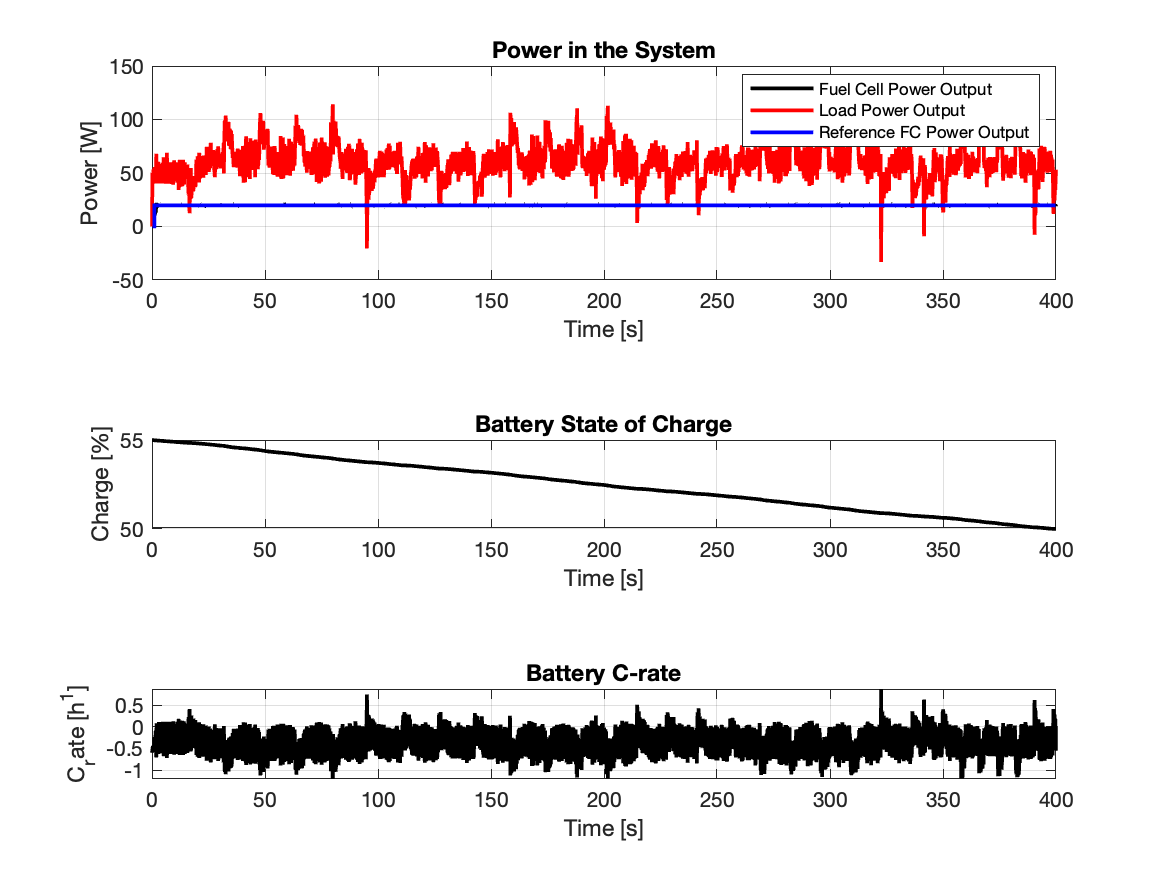 Power in the System
150
100
50
0
-50
Power [W]
Fuel Cell Power Output
Load Power Output
Reference FC Power Output
0 50 100 150 200 250 300 350 400
Time [s]
Battery State of Charge
55
50
Charge [%]
0 50 100 150 200 250 300 350 400
Time [s]
Battery C-rate
0.5
0
-0.5
-1
C_rate [h^1]
0 50 100 150 200 250 300 350 400
Time [s]